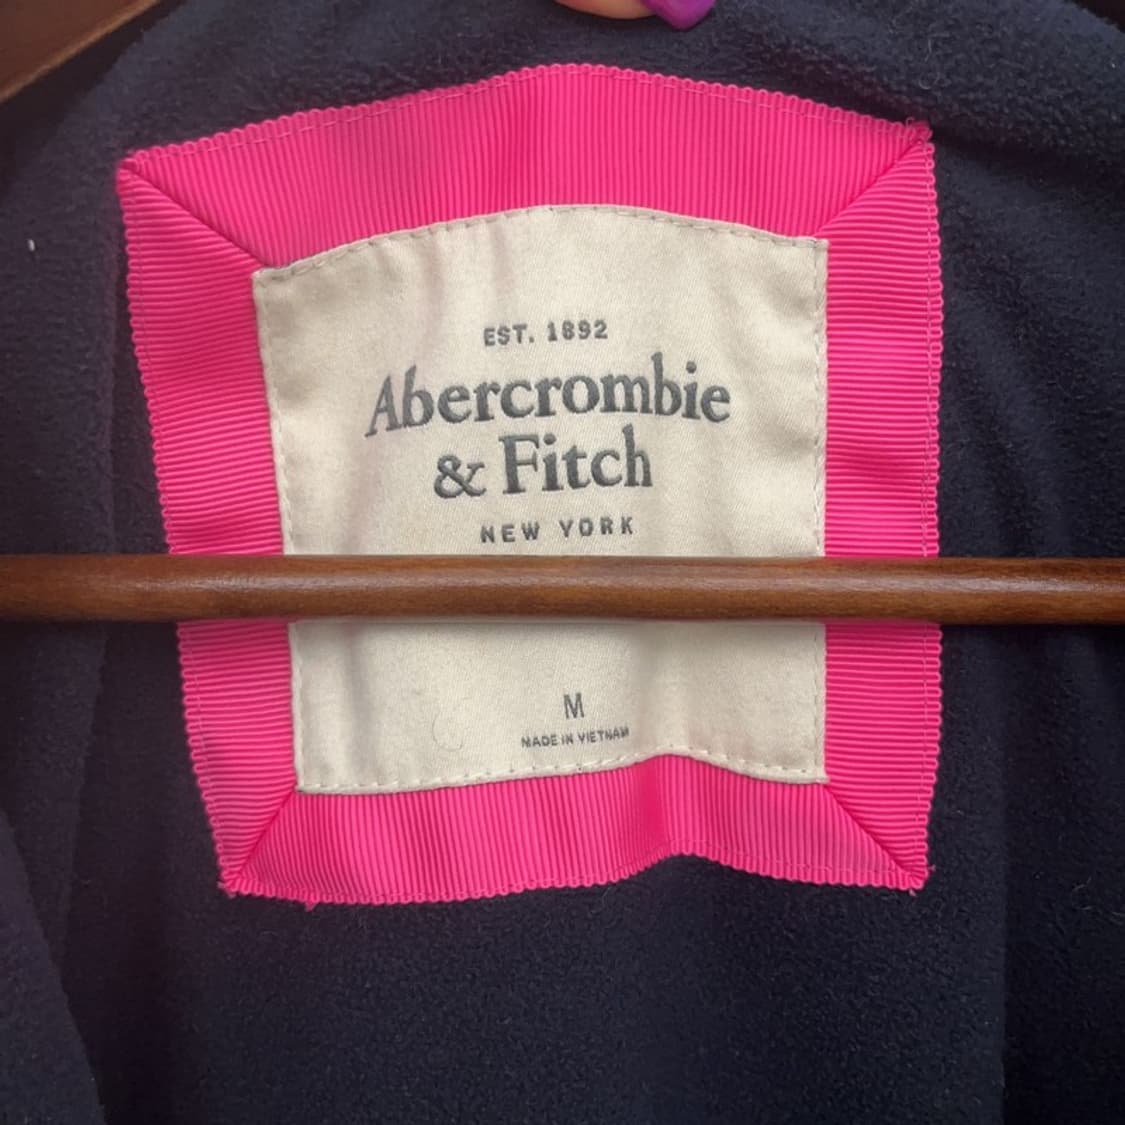 EST. 1892
Abercrombie
& Fitch
NEW YORK
M
MADE IN VIETNAM